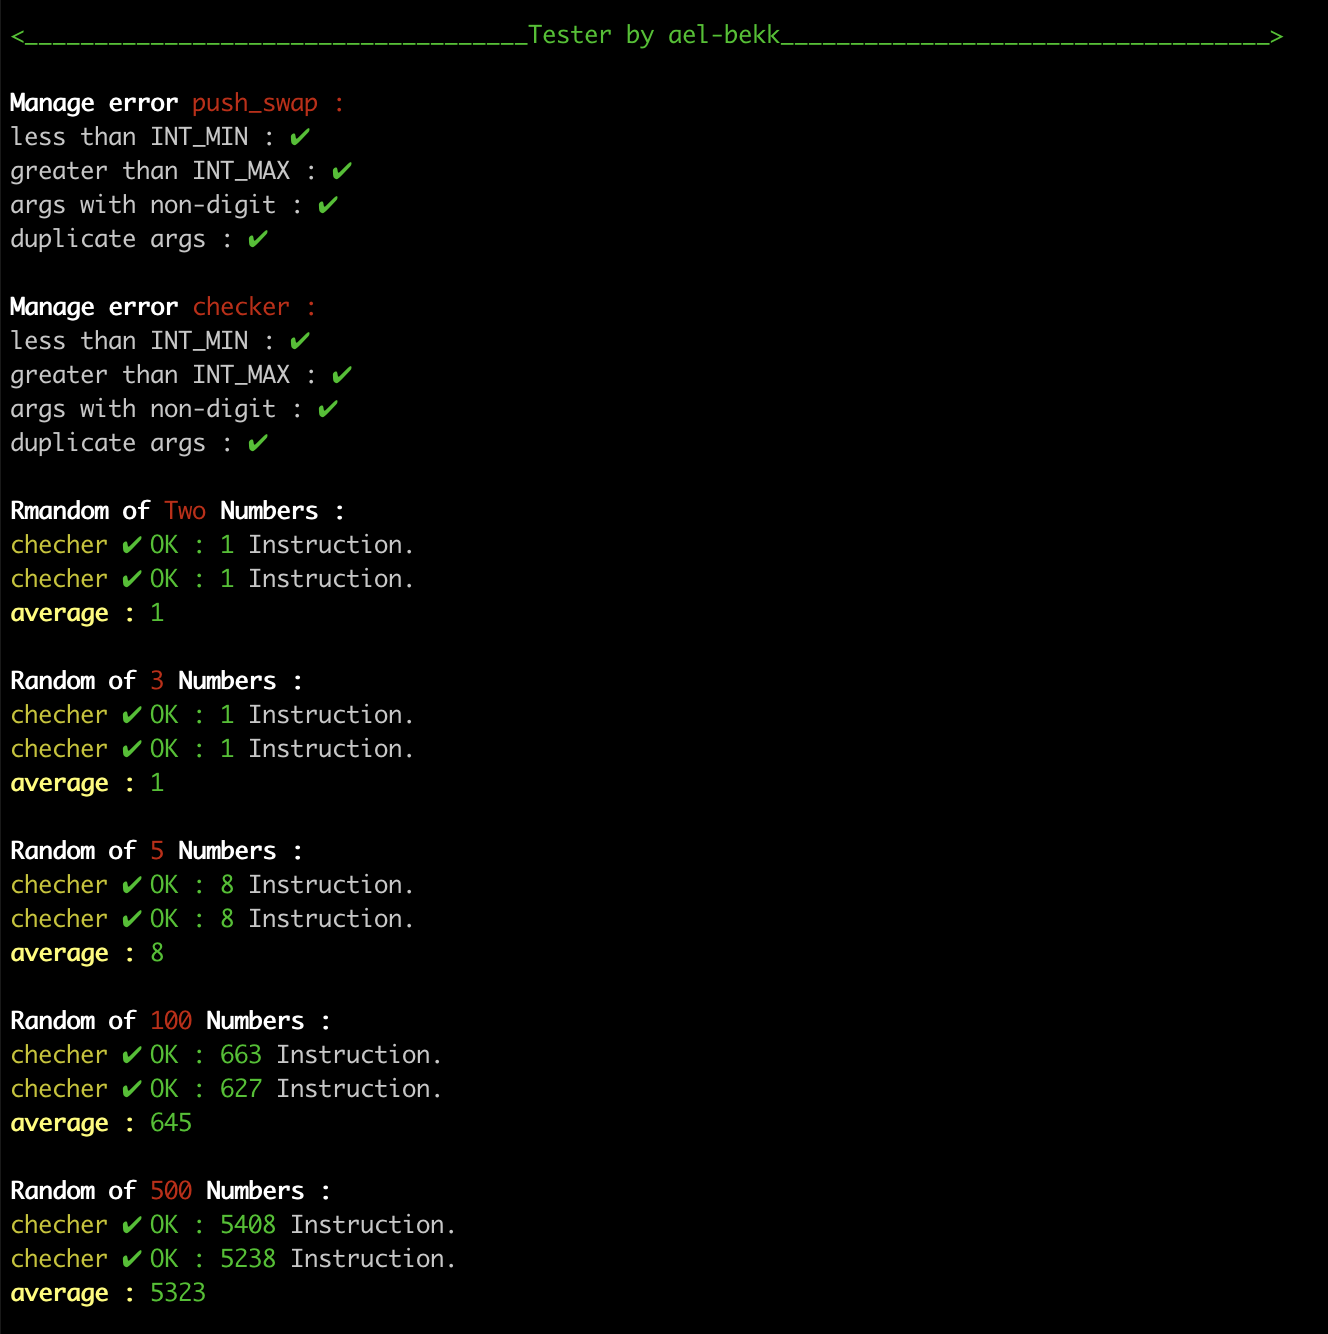 <____________________________________Tester by ael-bekk___________________________________>
Manage error push_swap :
less than INT_MIN : ✔
greater than INT_MAX : ✔
args with non-digit : ✔
duplicate args : ✔
Manage error checker :
less than INT_MIN : ✔
greater than INT_MAX : ✔
args with non-digit : ✔
duplicate args : ✔
Rmandom of Two Numbers :
checher ✔ OK : 1 Instruction.
checher ✔ OK : 1 Instruction.
average : 1
Random of 3 Numbers :
checher ✔ OK : 1 Instruction.
checher ✔ OK : 1 Instruction.
average : 1
Random of 5 Numbers :
checher ✔ OK : 8 Instruction.
checher ✔ OK : 8 Instruction.
average : 8
Random of 100 Numbers :
checher ✔ OK : 663 Instruction.
checher ✔ OK : 627 Instruction.
average : 645
Random of 500 Numbers :
checher ✔ OK : 5408 Instruction.
checher ✔ OK : 5238 Instruction.
average : 5323